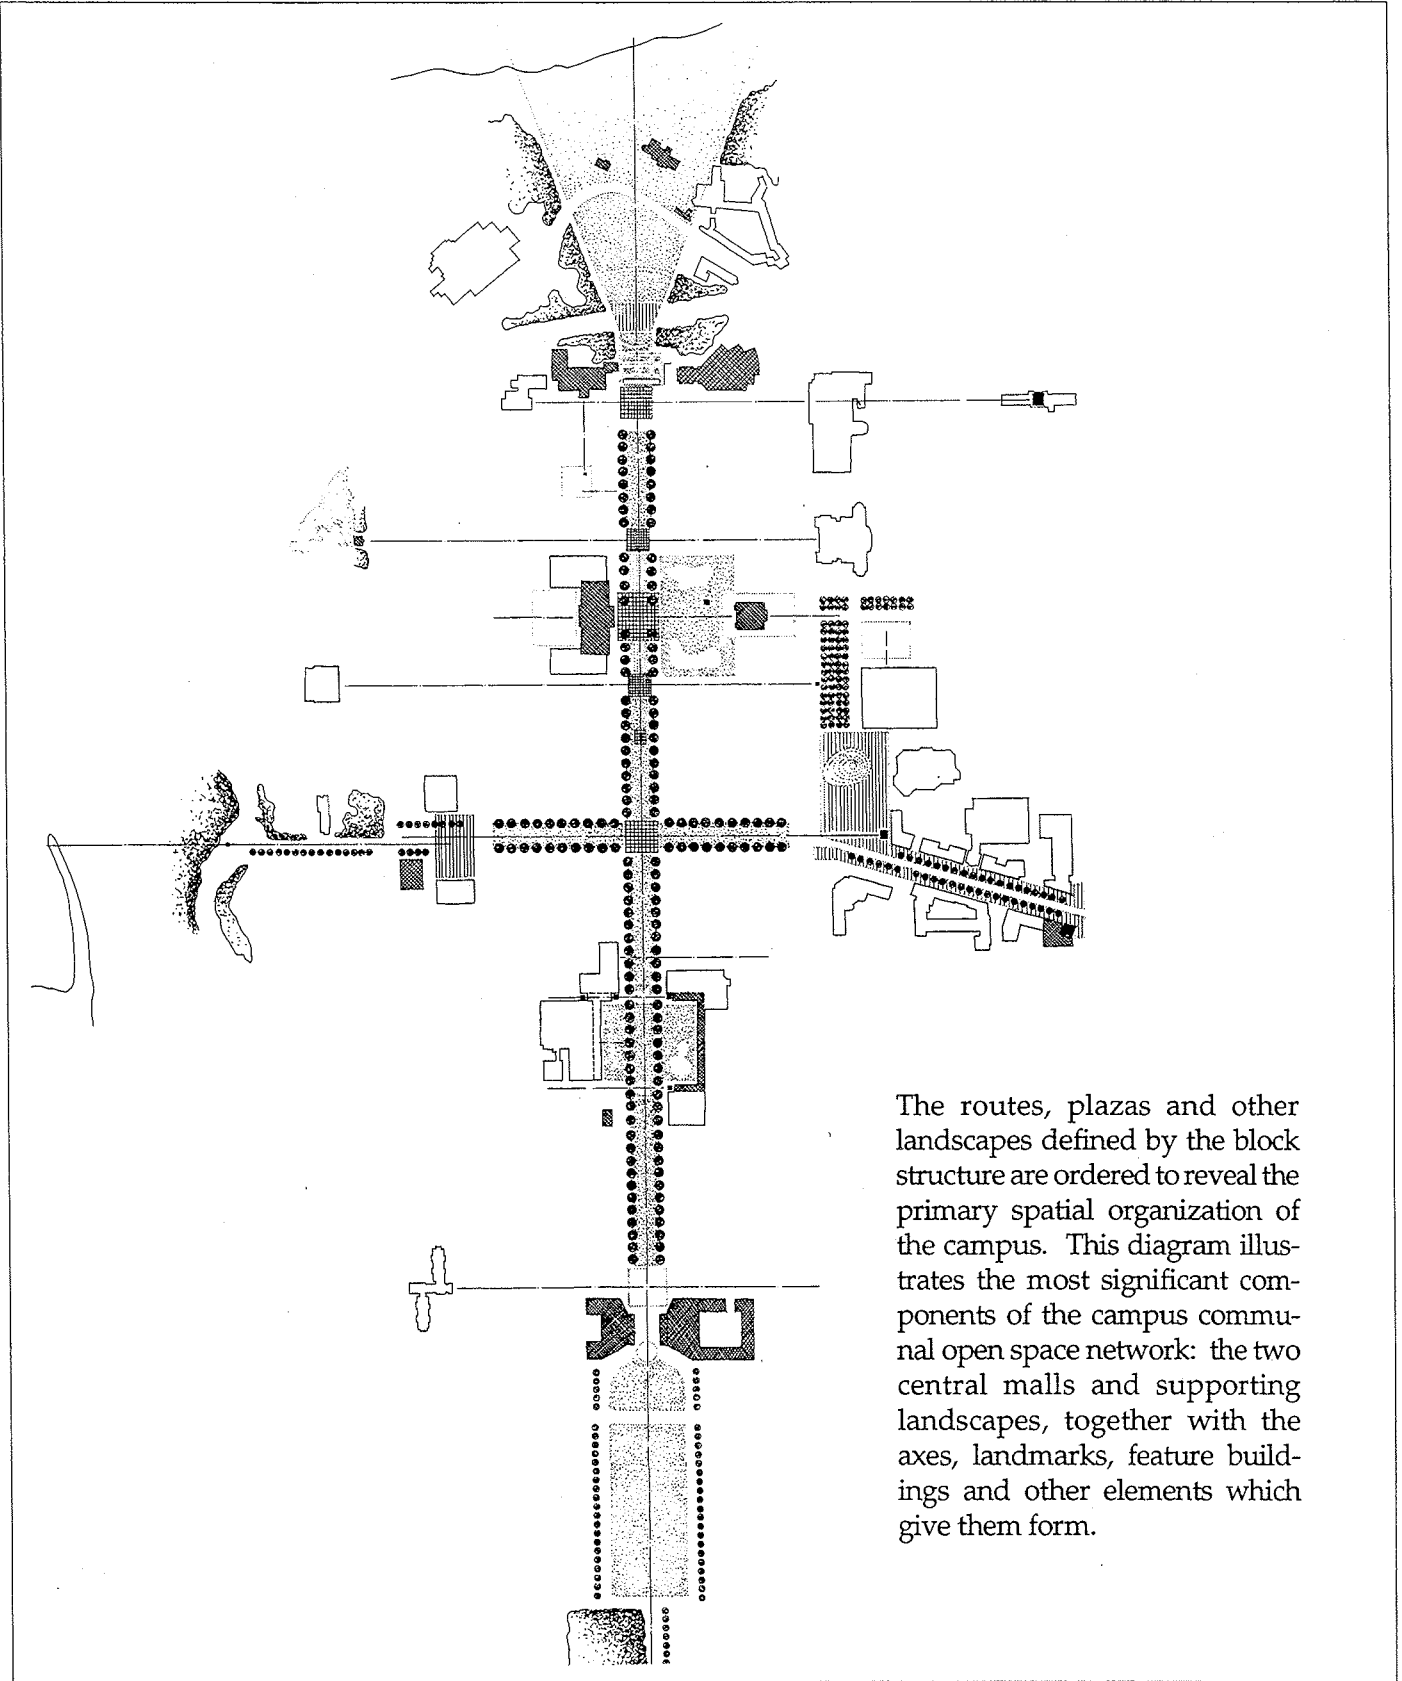 The routes, plazas and other
landscapes defined by the block
structure are ordered to reveal the
primary spatial organization of
the campus. This diagram illus-
trates the most significant com-
ponents of the campus commu-
nal open space network: the two
central malls and supporting
landscapes, together with the
axes, landmarks, feature build-
ings and other elements which
give them form.